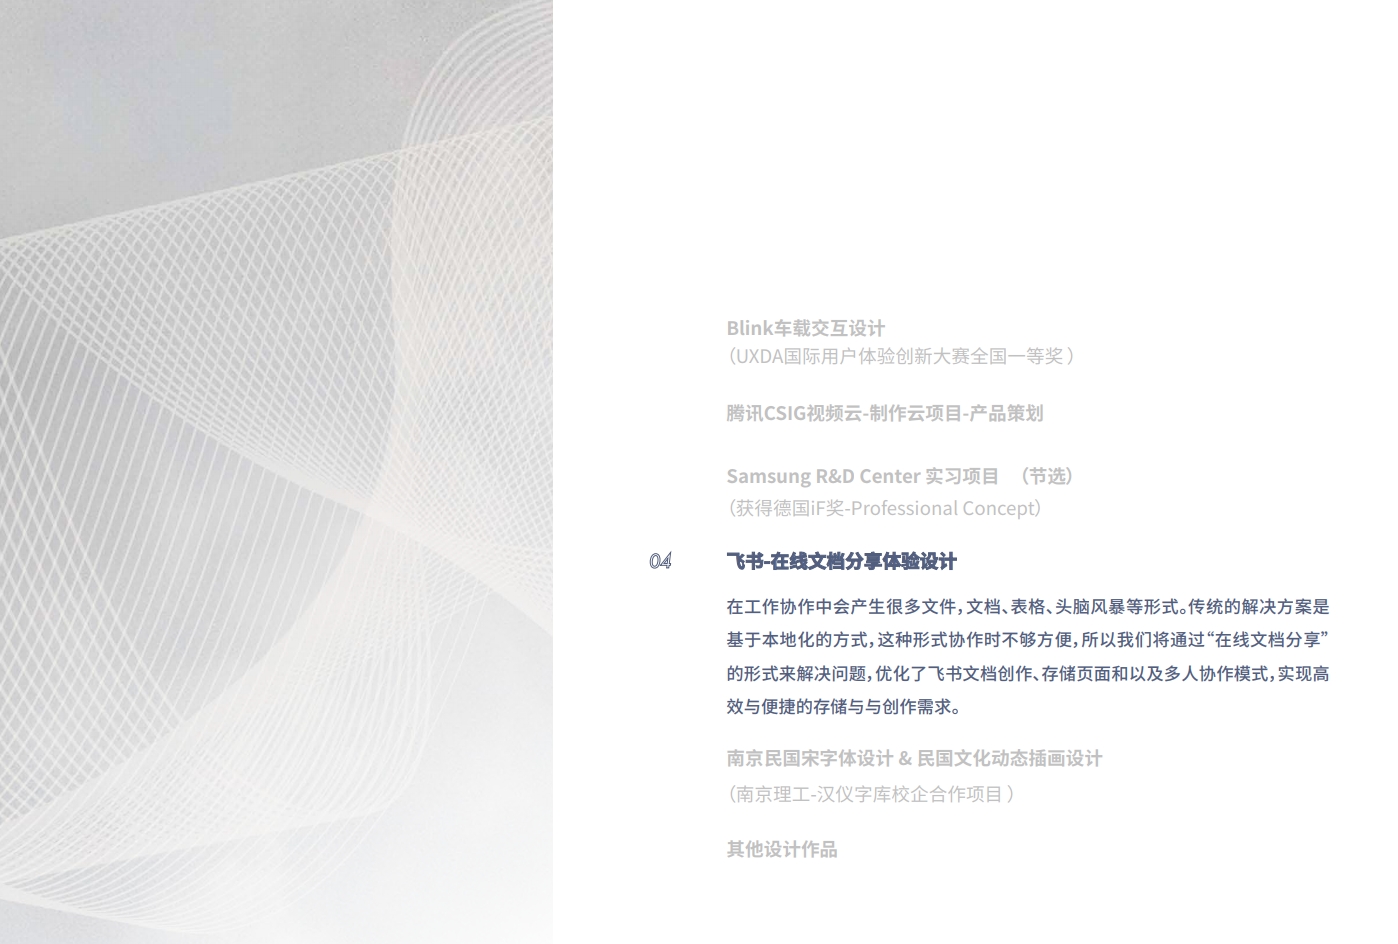 Blink车载交互设计
（UXDA国际用户体验创新大赛全国一等奖 ）
腾讯CSIG视频云-制作云项目-产品策划
Samsung R&D Center 实习项目 （节选）
（获得德国iF奖-Professional Concept）
04 飞书-在线文档分享体验设计
在工作协作中会产生很多文件，文档、表格、头脑风暴等形式。传统的解决方案是
基于本地化的方式，这种形式协作时不够方便，所以我们将通过“在线文档分享”
的形式来解决问题，优化了飞书文档创作、存储页面和以及多人协作模式，实现高
效与便捷的存储与与创作需求。
南京民国宋字体设计 & 民国文化动态插画设计
（南京理工-汉仪字库校企合作项目 ）
其他设计作品